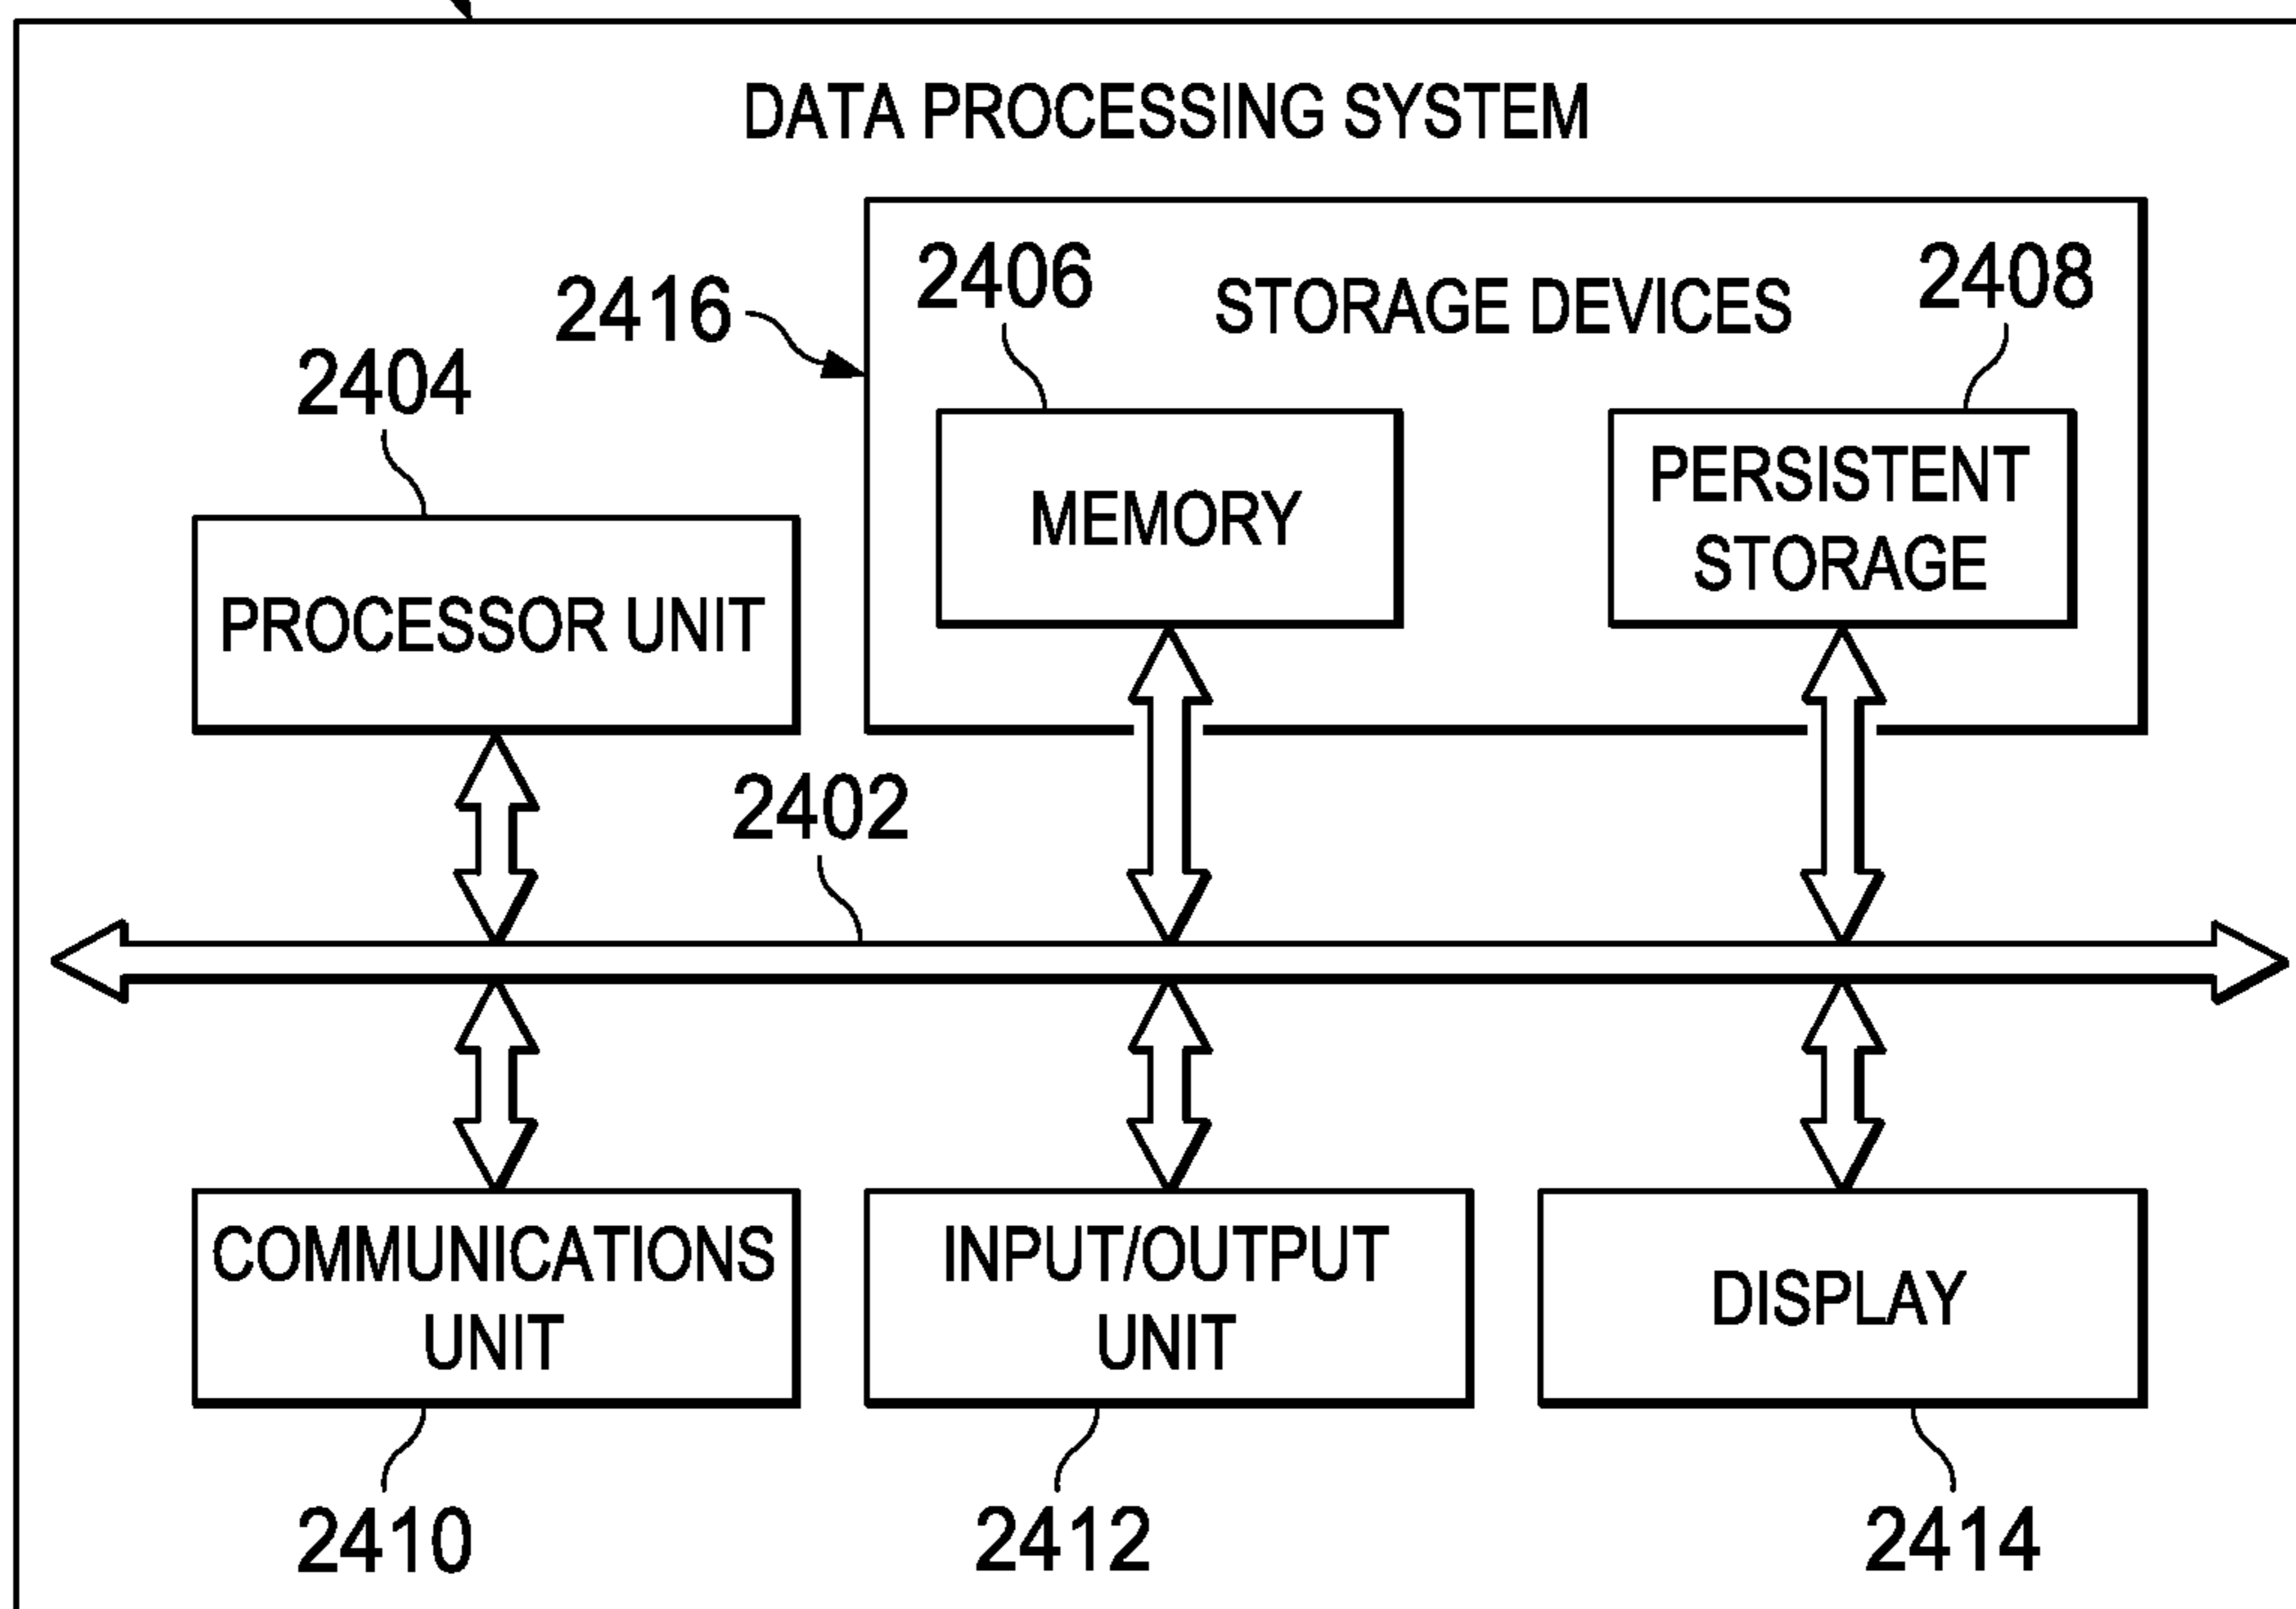 DATA PROCESSING SYSTEM
2416
2406
STORAGE DEVICES
2408
2404
MEMORY
PERSISTENT
STORAGE
PROCESSOR UNIT
2402
COMMUNICATIONS
UNIT
INPUT/OUTPUT
UNIT
DISPLAY
2410
2412
2414